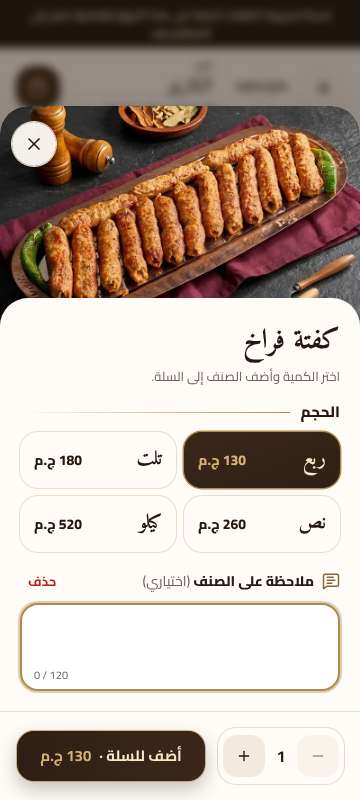 كفتة فراخ
اختر الكمية وأضف الصنف إلى السلة.
الحجم
ربع 130 ج.م
تلت 180 ج.م
نص 260 ج.م
كيلو 520 ج.م
ملاحظة على الصنف (اختياري) حذف
0 / 120
1
أضف للسلة · 130 ج.م